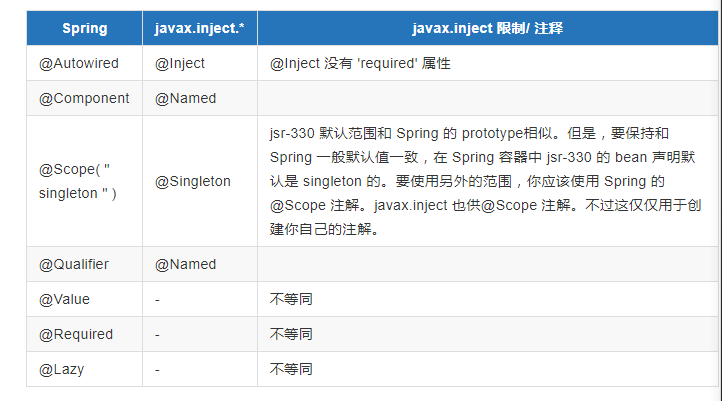 Spring javax.inject.* javax.inject 限制/ 注释
@Autowired @Inject @Inject 没有 'required' 属性
@Component @Named
@Scope( "
singleton " )
@Singleton
jsr-330 默认范围和 Spring 的 prototype相似。但是，要保持和
Spring 一般默认值一致，在 Spring 容器中 jsr-330 的 bean 声明默
认是 singleton 的。要使用另外的范围，你应该使用 Spring 的
@Scope 注解。javax.inject 也供@Scope 注解。不过这仅仅用于创
建你自己的注解。
@Qualifier @Named
@Value - 不等同
@Required - 不等同
@Lazy - 不等同